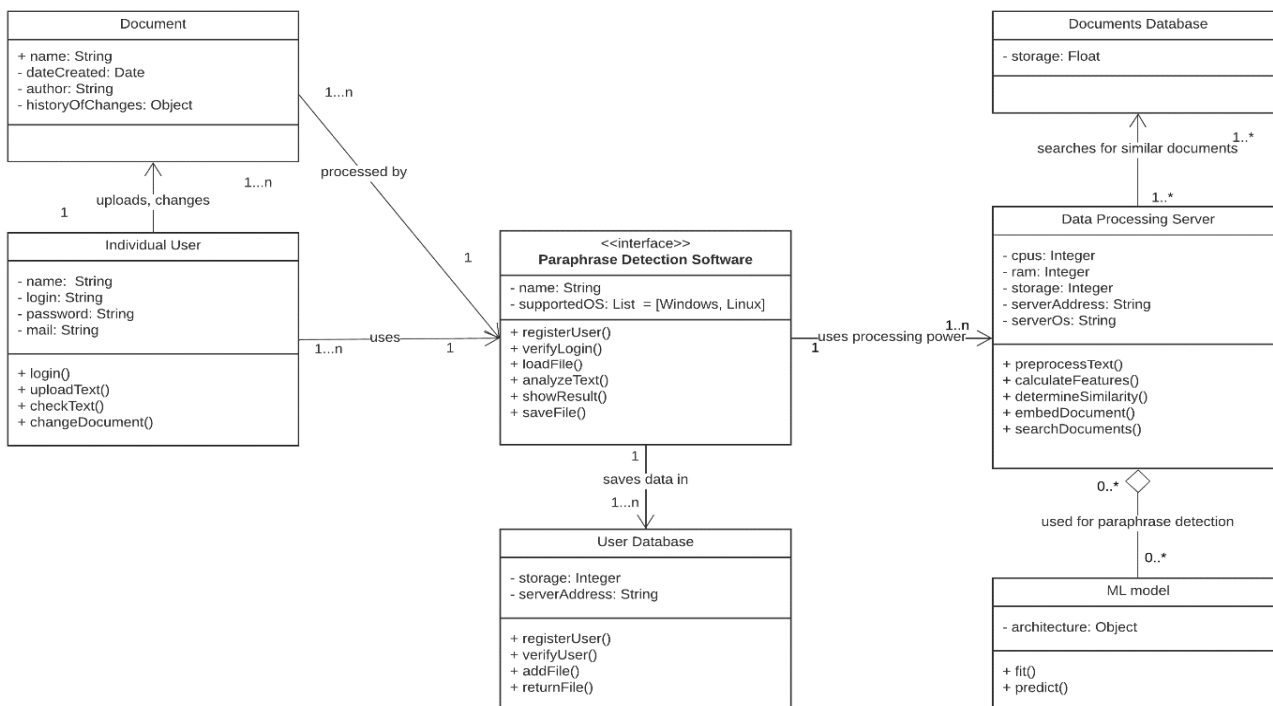 Document
+ name: String
- dateCreated: Date
- author: String
- historyOfChanges: Object
1...n
processed by
1
uploads, changes
1...n
1
Individual User
- name:  String
- login: String
- password: String
- mail: String
+ login()
+ uploadText()
+ checkText()
+ changeDocument()
1...n
uses
1
<<interface>>
Paraphrase Detection Software
- name: String
- supportedOS: List  = [Windows, Linux]
+ registerUser()
+ verifyLogin()
+ loadFile()
+ analyzeText()
+ showResult()
+ saveFile()
1
saves data in
1...n
User Database
- storage: Integer
- serverAddress: String
+ registerUser()
+ verifyUser()
+ addFile()
+ returnFile()
1
uses processing power
1..n
Documents Database
- storage: Float
1..*
searches for similar documents
1..*
Data Processing Server
- cpus: Integer
- ram: Integer
- storage: Integer
- serverAddress: String
- serverOs: String
+ preprocessText()
+ calculateFeatures()
+ determineSimilarity()
+ embedDocument()
+ searchDocuments()
0..*
used for paraphrase detection
0..*
ML model
- architecture: Object
+ fit()
+ predict()